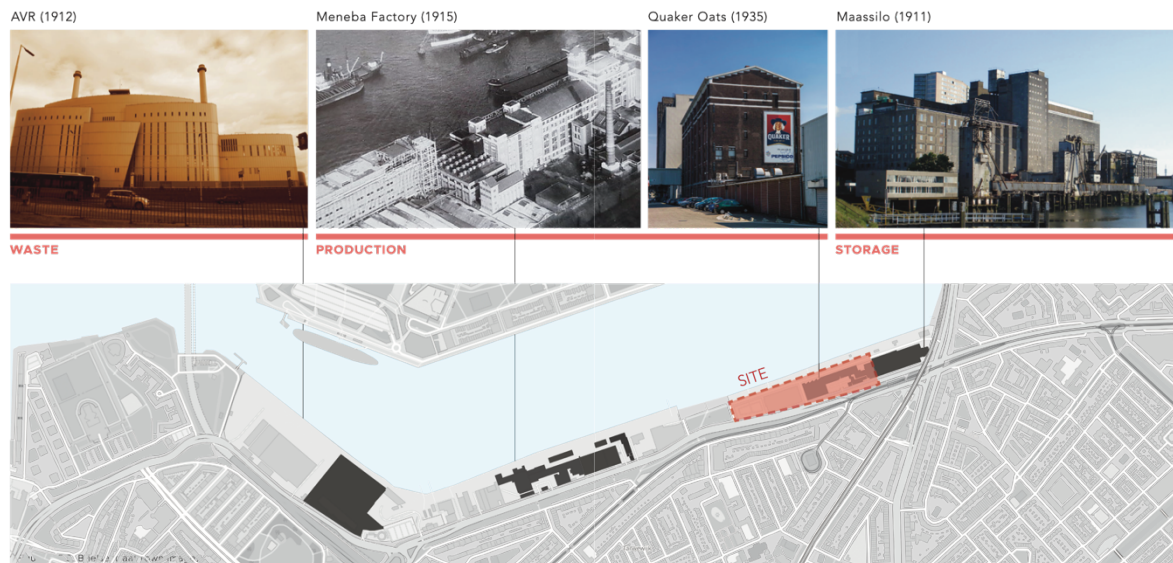 AVR (1912)
Meneba Factory (1915)
Quaker Oats (1935)
Maassilo (1911)
QUAKER
PEPSICO
WASTE
PRODUCTION
STORAGE
SITE